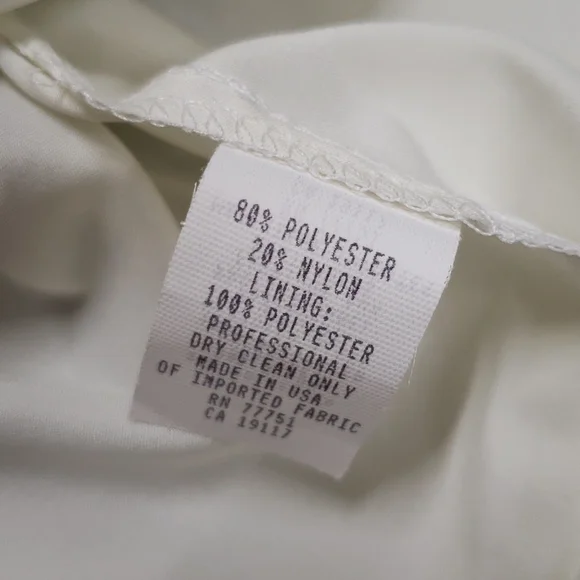 80% POLYESTER
20% NYLON
LINING:
100% POLYESTER
PROFESSIONAL
DRY CLEAN ONLY
MADE IN USA
OF IMPORTED FABRIC
RN 77751
CA 19117